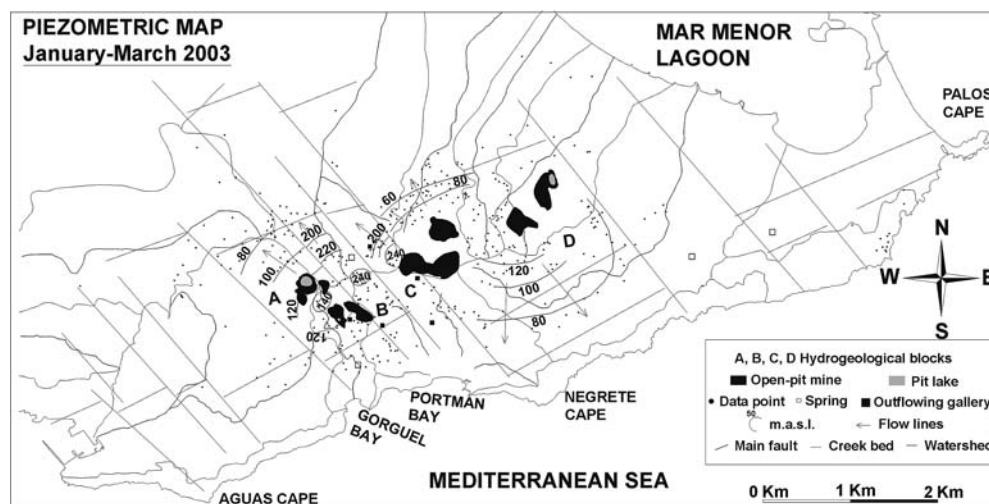 PIEZOMETRIC MAP
January-March 2003
MAR MENOR
LAGOON
PALOS
CAPE
60
80
200
220
80
100
200
240
240
A
120
240
B
C
D
120
100
80
120
N
W E
S
PORTMAN
BAY
GORGUEL
BAY
NEGRETE
CAPE
AGUAS CAPE
MEDITERRANEAN SEA
A, B, C, D Hydrogeological blocks
Open-pit mine Pit lake
Data point Spring Outflowing gallery
50 m.a.s.l. Flow lines
Main fault Creek bed Watershed
0 Km 1 Km 2 Km